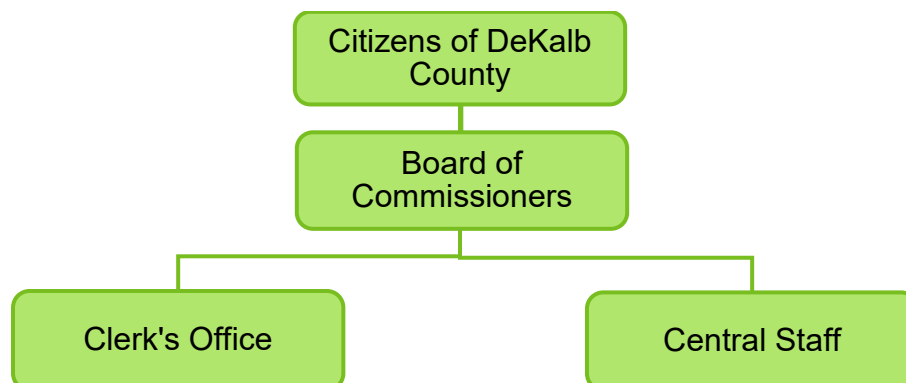 Citizens of DeKalb
County
Board of
Commissioners
Clerk's Office
Central Staff